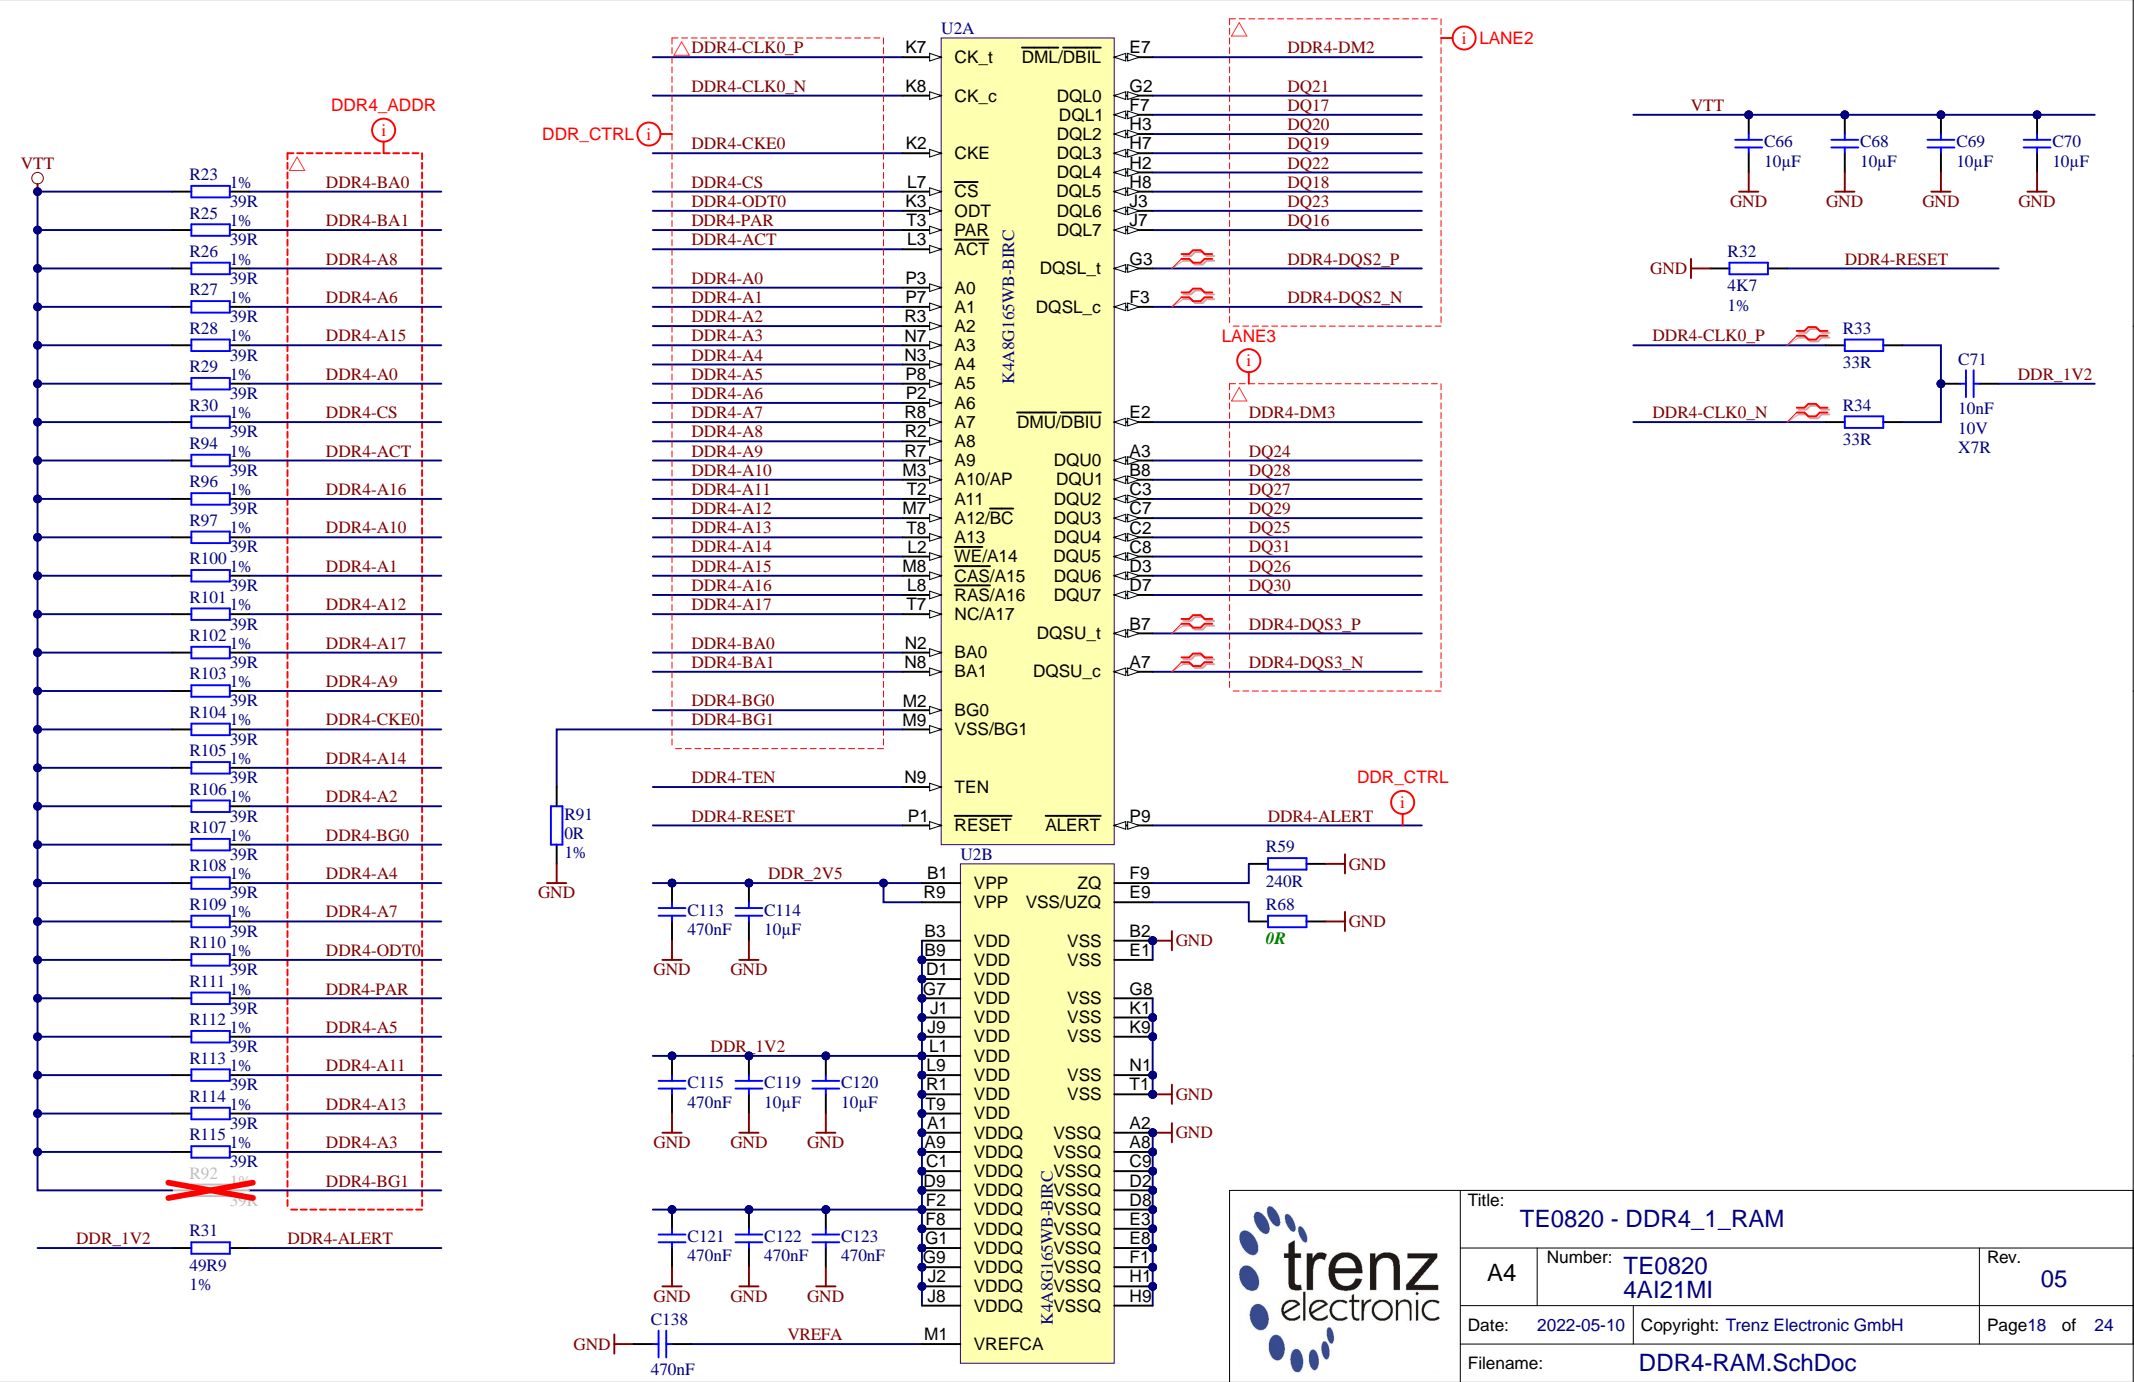 DDR4_ADDR
i
VTT
R23 1% 39R DDR4-BA0
R25 1% 39R DDR4-BA1
R26 1% 39R DDR4-A8
R27 1% 39R DDR4-A6
R28 1% 39R DDR4-A15
R29 1% 39R DDR4-A0
R30 1% 39R DDR4-CS
R94 1% 39R DDR4-ACT
R96 1% 39R DDR4-A16
R97 1% 39R DDR4-A10
R100 1% 39R DDR4-A1
R101 1% 39R DDR4-A12
R102 1% 39R DDR4-A17
R103 1% 39R DDR4-A9
R104 1% 39R DDR4-CKE0
R105 1% 39R DDR4-A14
R106 1% 39R DDR4-A2
R107 1% 39R DDR4-BG0
R108 1% 39R DDR4-A4
R109 1% 39R DDR4-A7
R110 1% 39R DDR4-ODT0
R111 1% 39R DDR4-PAR
R112 1% 39R DDR4-A5
R113 1% 39R DDR4-A11
R114 1% 39R DDR4-A13
R115 1% 39R DDR4-A3
R92 1% 39R DDR4-BG1
DDR_1V2 R31 DDR4-ALERT
49R9
1%
U2A
DDR_CTRL i
DDR4-CLK0_P K7 CK_t
DDR4-CLK0_N K8 CK_c
DDR4-CKE0 K2 CKE
DDR4-CS L7 CS
DDR4-ODT0 K3 ODT
DDR4-PAR T3 PAR
DDR4-ACT L3 ACT
DDR4-A0 P3 A0
DDR4-A1 P7 A1
DDR4-A2 R3 A2
DDR4-A3 N7 A3
DDR4-A4 N3 A4
DDR4-A5 P8 A5
DDR4-A6 P2 A6
DDR4-A7 R8 A7
DDR4-A8 R2 A8
DDR4-A9 R7 A9
DDR4-A10 M3 A10/AP
DDR4-A11 T2 A11
DDR4-A12 M7 A12/BC
DDR4-A13 T8 A13
DDR4-A14 L2 WE/A14
DDR4-A15 M8 CAS/A15
DDR4-A16 L8 RAS/A16
DDR4-A17 T7 NC/A17
DDR4-BA0 N2 BA0
DDR4-BA1 N8 BA1
DDR4-BG0 M2 BG0
DDR4-BG1 M9 VSS/BG1
DDR4-TEN N9 TEN
DDR4-RESET P1 RESET
R91
0R
1%
GND
K4A8G165WB-BIRC
i LANE2
DML/DBIL E7 DDR4-DM2
DQL0 G2 DQ21
DQL1 F7 DQ17
DQL2 H3 DQ20
DQL3 H7 DQ19
DQL4 H2 DQ22
DQL5 H8 DQ18
DQL6 J3 DQ23
DQL7 J7 DQ16
DQSL_t G3 DDR4-DQS2_P
DQSL_c F3 DDR4-DQS2_N
LANE3
i
DMU/DBIU E2 DDR4-DM3
DQU0 A3 DQ24
DQU1 B8 DQ28
DQU2 C3 DQ27
DQU3 C7 DQ29
DQU4 C2 DQ25
DQU5 C8 DQ31
DQU6 D3 DQ26
DQU7 D7 DQ30
DQSU_t B7 DDR4-DQS3_P
DQSU_c A7 DDR4-DQS3_N
DDR_CTRL
i
ALERT P9 DDR4-ALERT
U2B
DDR_2V5 B1 VPP
R9 VPP
C113 470nF GND
C114 10µF GND
B3 VDD
B9 VDD
D1 VDD
G7 VDD
J1 VDD
J9 VDD
DDR_1V2 L1 VDD
L9 VDD
R1 VDD
T9 VDD
A1 VDDQ
A9 VDDQ
C1 VDDQ
D9 VDDQ
F2 VDDQ
F8 VDDQ
G1 VDDQ
G9 VDDQ
J2 VDDQ
J8 VDDQ
C115 470nF GND
C119 10µF GND
C120 10µF GND
C121 470nF GND
C122 470nF GND
C123 470nF GND
GND C138 470nF VREFA M1 VREFCA
K4A8G165WB-BIRC
ZQ F9 R59 240R GND
VSS/UZQ E9 R68 0R GND
VSS B2 GND
VSS E1
VSS G8
VSS K1
VSS K9
VSS N1
VSS T1 GND
VSSQ A2 GND
VSSQ A8
VSSQ C9
VSSQ D2
VSSQ D8
VSSQ E3
VSSQ E8
VSSQ F1
VSSQ H1
VSSQ H9
VTT
C66 10µF GND
C68 10µF GND
C69 10µF GND
C70 10µF GND
GND R32 DDR4-RESET
4K7
1%
DDR4-CLK0_P R33
33R
C71 DDR_1V2
10nF
10V
X7R
DDR4-CLK0_N R34
33R
trenz
electronic
Title:
TE0820 - DDR4_1_RAM
A4
Number: TE0820
4AI21MI
Rev.
05
Date: 2022-05-10 Copyright: Trenz Electronic GmbH Page18 of 24
Filename: DDR4-RAM.SchDoc